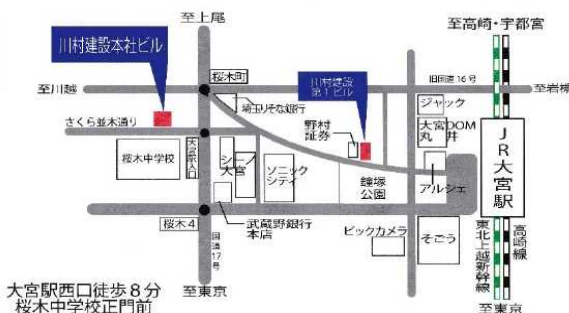 至上尾
至高崎・宇都宮
川村建設本社ビル
川村建設
第1ビル
桜木町
旧国道16号
至川越
至岩槻
埼玉りそな銀行
ジャック
さくら並木通り
野村
証券
大宮
丸井
DOM
JR大宮駅
大宮駅入口
桜木中学校
シーノ
大宮
ソニック
シティ
鐘塚
公園
アルシェ
桜木4
武蔵野銀行
本店
国道17号
ビックカメラ
そごう
東北上越新幹線
高崎線
大宮駅西口徒歩8分
桜木中学校正門前
至東京
至東京